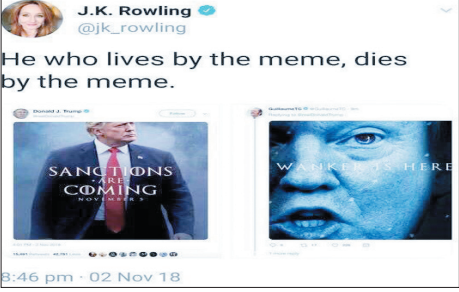 J.K. Rowling
@jk_rowling
He who lives by the meme, dies
by the meme.
Donald J. Trump
Follow
SANCTIONS
ARE
COMING
NOVEMBER 5
WANKER IS HERE
8:46 pm · 02 Nov 18